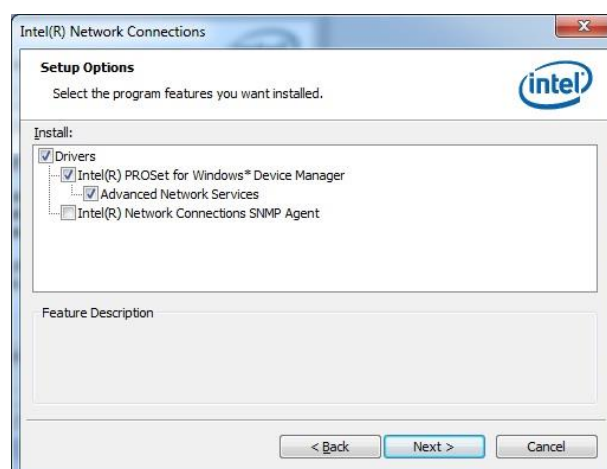 Intel(R) Network Connections
Setup Options
Select the program features you want installed.
intel
Install:
Drivers
Intel(R) PROSet for Windows* Device Manager
Advanced Network Services
Intel(R) Network Connections SNMP Agent
Feature Description
< Back
Next >
Cancel